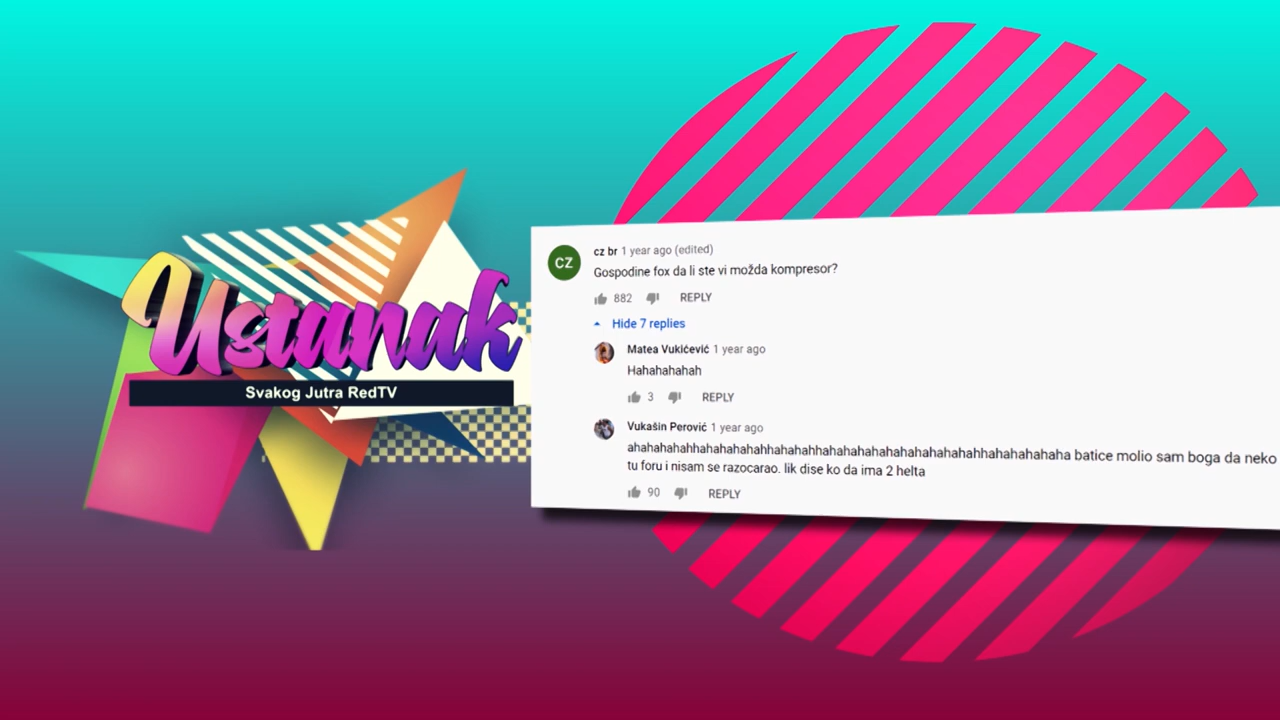 Ustanak
Svakog Jutra RedTV
CZ
cz br 1 year ago (edited)
Gospodine fox da li ste vi možda kompresor?
882 REPLY
Hide 7 replies
Matea Vukićević 1 year ago
Hahahahahah
3 REPLY
Vukašin Perović 1 year ago
ahahahahahhahahahahahhahahahhahahahahahahahahahahahahhahahahahaha batice molio sam boga da neko
tu foru i nisam se razocarao. lik dise ko da ima 2 helta
90 REPLY